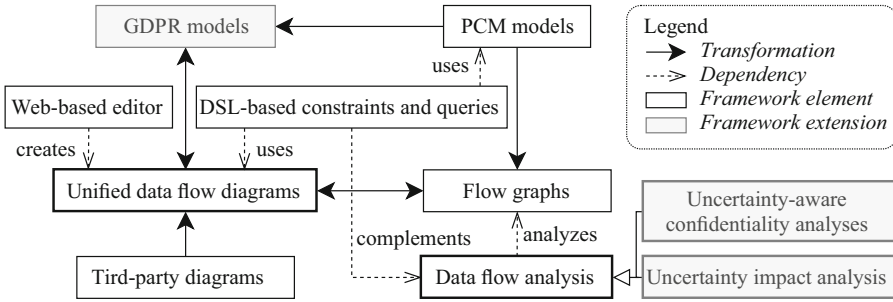 GDPR models
PCM models
uses
Web-based editor
DSL-based constraints and queries
creates
uses
Unified data flow diagrams
Flow graphs
complements
analyzes
Tird-party diagrams
Data flow analysis
Uncertainty-aware
confidentiality analyses
Uncertainty impact analysis
Legend
Transformation
Dependency
Framework element
Framework extension